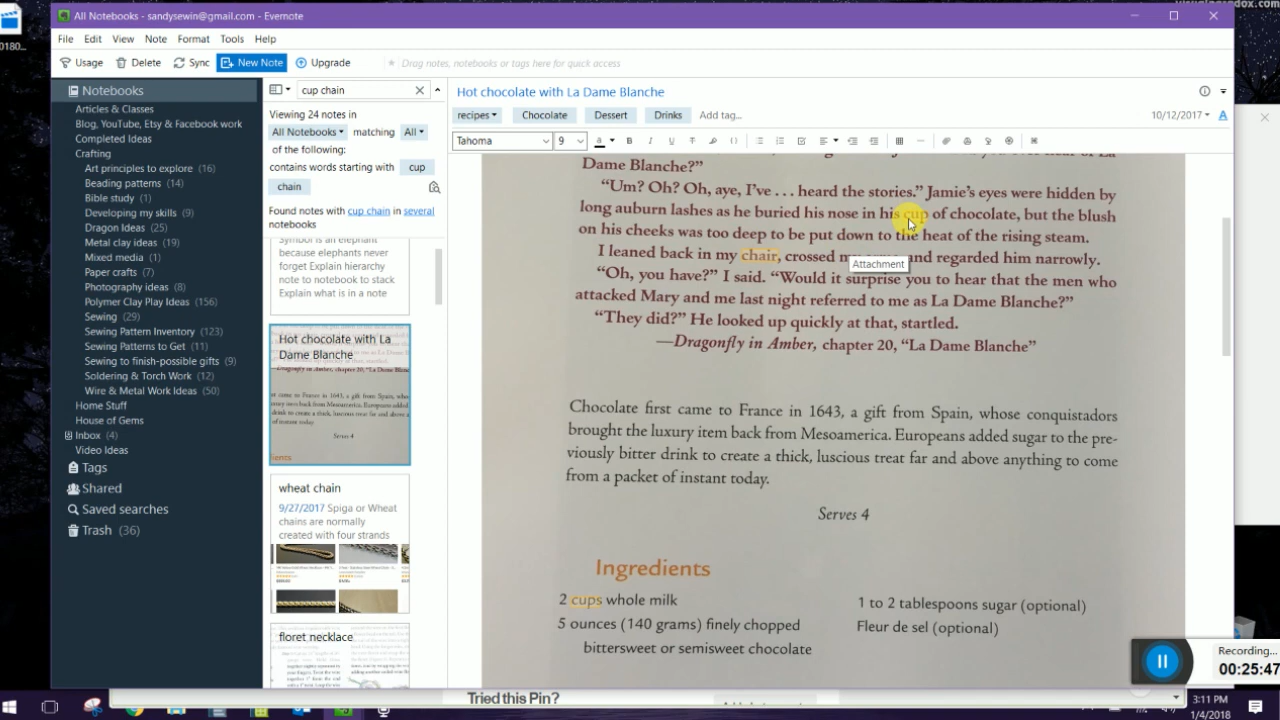 All Notebooks - sandysewin@gmail.com - Evernote
File Edit View Note Format Tools Help
Usage Delete Sync New Note Upgrade Drag notes, notebooks or tags here for quick access
Notebooks
Articles & Classes
Blog, YouTube, Etsy & Facebook work
Completed Ideas
Crafting
Art principles to explore (16)
Beading patterns (14)
Bible study (1)
Developing my skills (9)
Dragon Ideas (25)
Metal clay ideas (19)
Mixed media (1)
Paper crafts (7)
Photography ideas (8)
Polymer Clay Play Ideas (156)
Sewing (29)
Sewing Pattern Inventory (123)
Sewing Patterns to Get (11)
Sewing to finish-possible gifts (9)
Soldering & Torch Work (12)
Wire & Metal Work Ideas (50)
Home Stuff
House of Gems
Inbox (4)
Video Ideas
Tags
Shared
Saved searches
Trash (36)
cup chain
Viewing 24 notes in
All Notebooks matching All
of the following:
contains words starting with cup
chain
Found notes with cup chain in several
notebooks
Symbol is an elephant
because elephants never
forget Explain hierarchy
note to notebook to stack
Explain what is in a note
Hot chocolate with La
Dame Blanche
Serves 4
wheat chain
9/27/2017 Spiga or Wheat
chains are normally
created with four strands
floret necklace
Hot chocolate with La Dame Blanche
recipes Chocolate Dessert Drinks Add tag... 10/12/2017
Tahoma 9
Dame Blanche?”
“Um? Oh? Oh, aye, I’ve . . . heard the stories.” Jamie’s eyes were hidden by
long auburn lashes as he buried his nose in his cup of chocolate, but the blush
on his cheeks was too deep to be put down to the heat of the rising steam.
I leaned back in my chair, crossed and regarded him narrowly.
Attachment
“Oh, you have?” I said. “Would it surprise you to hear that the men who
attacked Mary and me last night referred to me as La Dame Blanche?”
“They did?” He looked up quickly at that, startled.
—Dragonfly in Amber, chapter 20, “La Dame Blanche”
Chocolate first came to France in 1643, a gift from Spain, whose conquistadors
brought the luxury item back from Mesoamerica. Europeans added sugar to the pre-
viously bitter drink to create a thick, luscious treat far and above anything to come
from a packet of instant today.
Serves 4
Ingredients
2 cups whole milk
5 ounces (140 grams) finely chopped
bittersweet or semisweet chocolate
1 to 2 tablespoons sugar (optional)
Fleur de sel (optional)
Recording...
00:25:47
Tried this Pin?
3:11 PM
1/4/2018